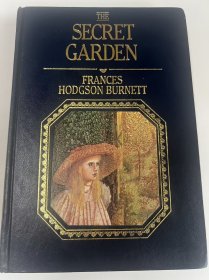 THE
SECRET
GARDEN
FRANCES
HODGSON BURNETT